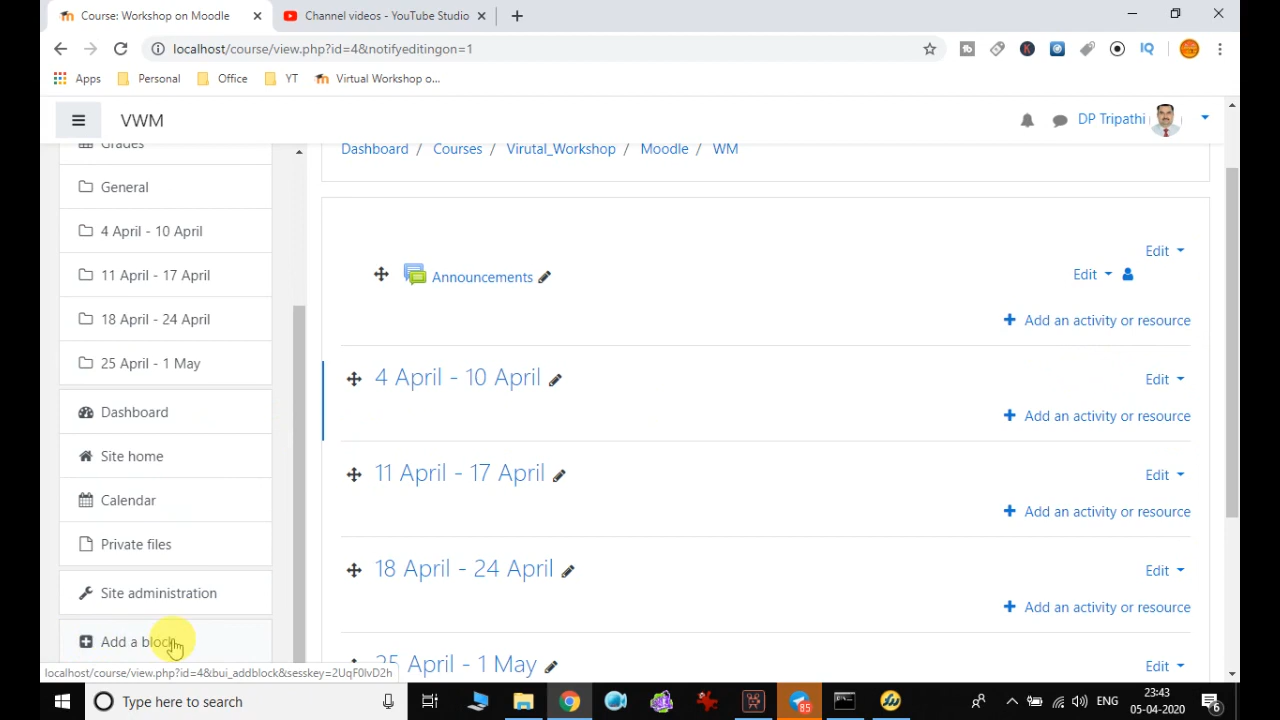 Course: Workshop on Moodle
Channel videos - YouTube Studio
localhost/course/view.php?id=4&notifyeditingon=1
Apps
Personal
Office
YT
Virtual Workshop o...
VWM
DP Tripathi
Grades
General
4 April - 10 April
11 April - 17 April
18 April - 24 April
25 April - 1 May
Dashboard
Site home
Calendar
Private files
Site administration
Add a block
localhost/course/view.php?id=4&bui_addblock&sesskey=2UqF0lvD2h
Dashboard / Courses / Virutal_Workshop / Moodle / WM
Edit
Announcements
Edit
Add an activity or resource
4 April - 10 April
Edit
Add an activity or resource
11 April - 17 April
Edit
Add an activity or resource
18 April - 24 April
Edit
Add an activity or resource
25 April - 1 May
Edit
Type here to search
85
ENG
23:43
05-04-2020
6